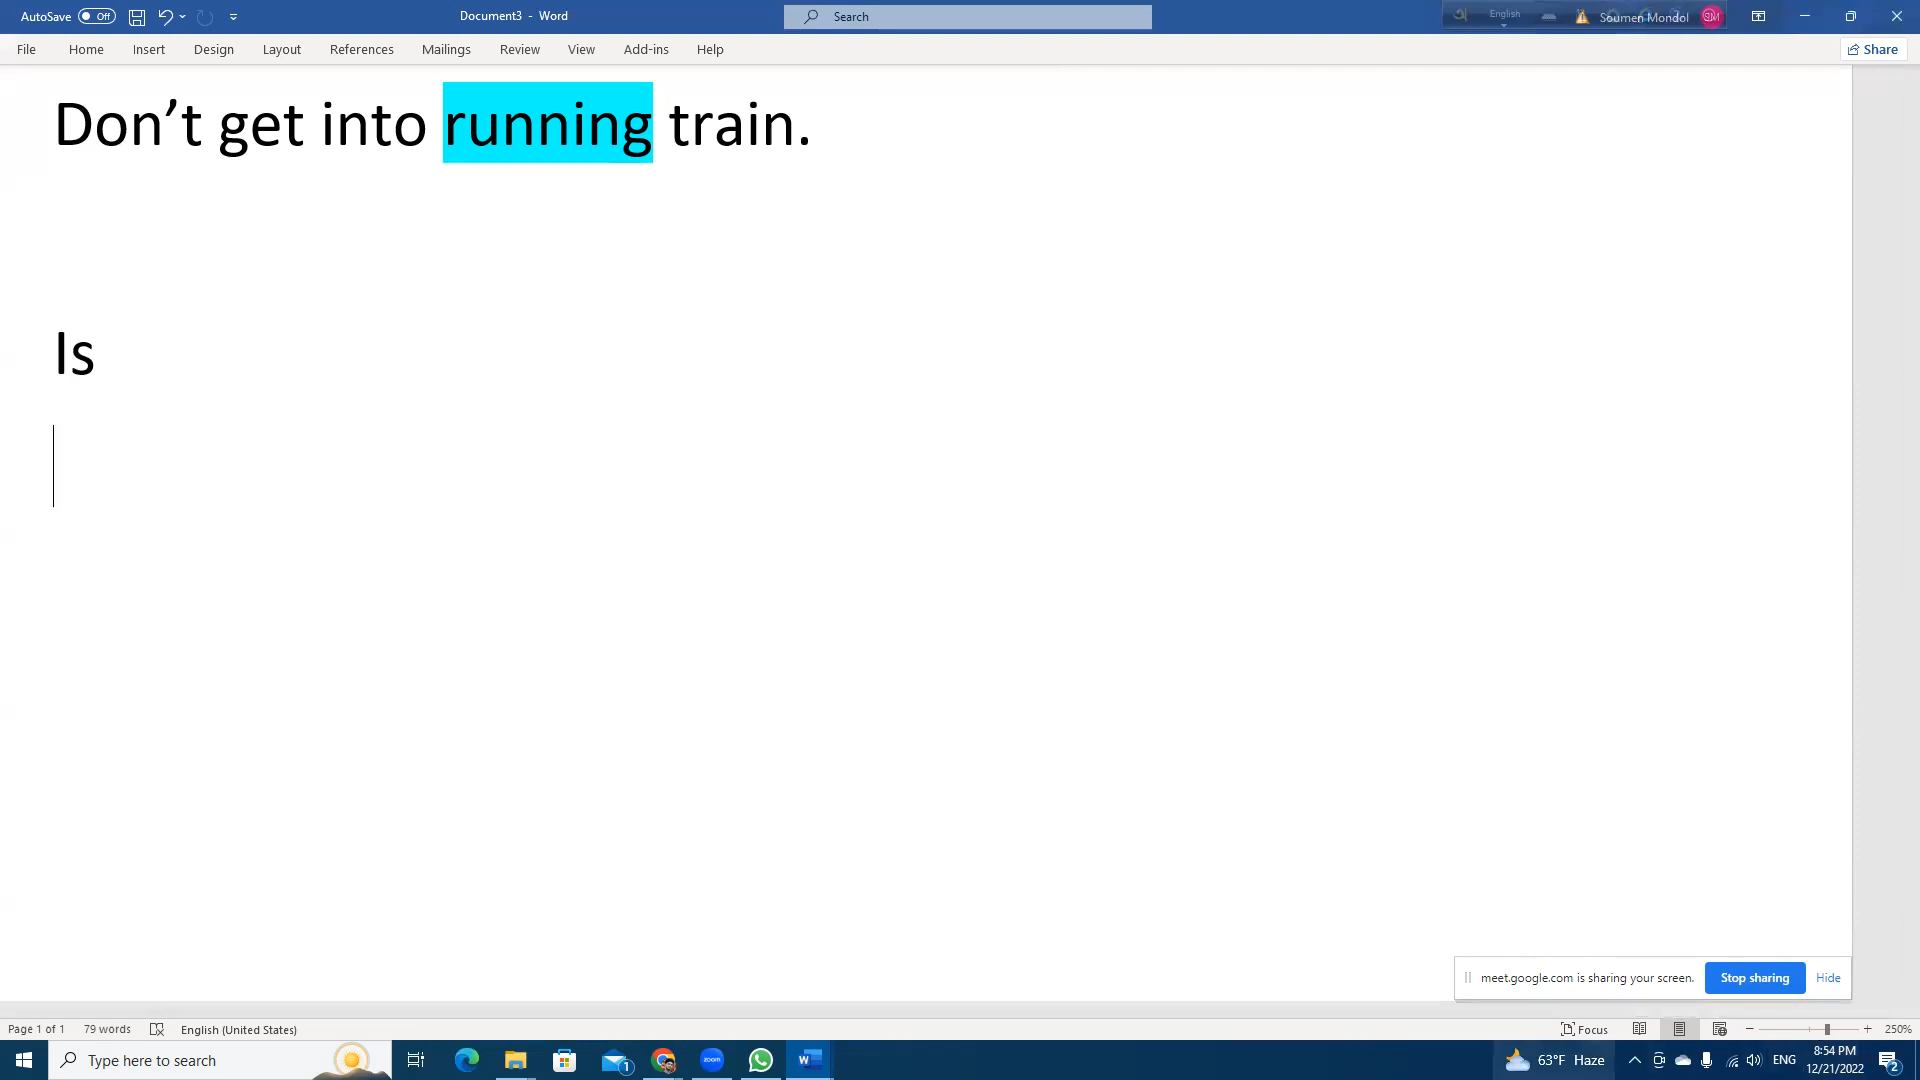 AutoSave Off Document3 - Word Search English Soumen Mondol SM
File Home Insert Design Layout References Mailings Review View Add-ins Help Share
Don’t get into running train.
Is
meet.google.com is sharing your screen. Stop sharing Hide
Page 1 of 1 79 words English (United States) Focus 250%
Type here to search 1 zoom W 63°F Haze ENG 8:54 PM 2
12/21/2022